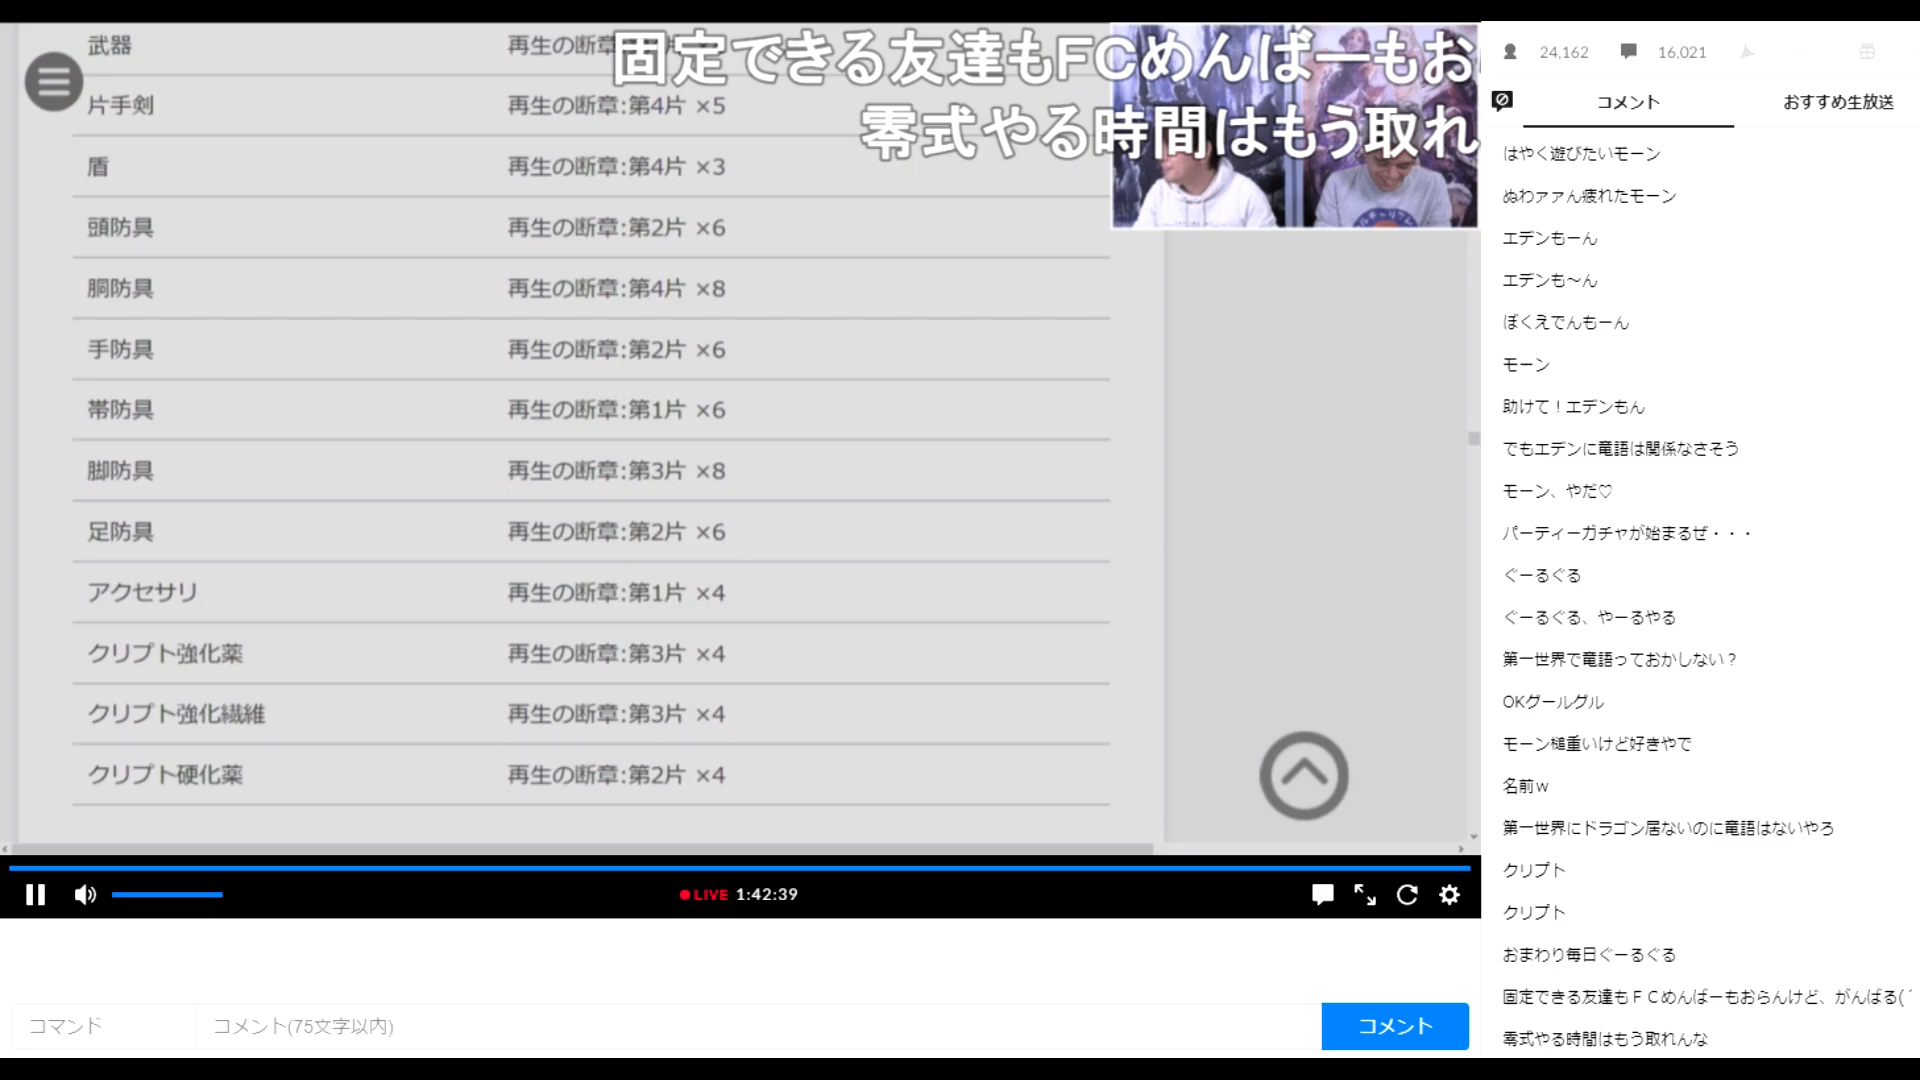 武器
再生の断章
片手剣
再生の断章:第4片 ×5
盾
再生の断章:第4片 ×3
頭防具
再生の断章:第2片 ×6
胴防具
再生の断章:第4片 ×8
手防具
再生の断章:第2片 ×6
帯防具
再生の断章:第1片 ×6
脚防具
再生の断章:第3片 ×8
足防具
再生の断章:第2片 ×6
アクセサリ
再生の断章:第1片 ×4
クリプト強化薬
再生の断章:第3片 ×4
クリプト強化繊維
再生の断章:第3片 ×4
クリプト硬化薬
再生の断章:第2片 ×4
固定できる友達もFCめんばーもお
零式やる時間はもう取れ
LIVE 1:42:39
コマンド
コメント(75文字以内)
コメント
24,162
16,021
コメント
おすすめ生放送
はやく遊びたいモーン
ぬわァァん疲れたモーン
エデンもーん
エデンも～ん
ぼくえでんもーん
モーン
助けて！エデンもん
でもエデンに竜語は関係なさそう
モーン、やだ♡
パーティーガチャが始まるぜ・・・
ぐーるぐる
ぐーるぐる、やーるやる
第一世界で竜語っておかしない？
OKグールグル
モーン槌重いけど好きやで
名前ｗ
第一世界にドラゴン居ないのに竜語はないやろ
クリプト
クリプト
おまわり毎日ぐーるぐる
固定できる友達もＦＣめんばーもおらんけど、がんばる(´
零式やる時間はもう取れんな